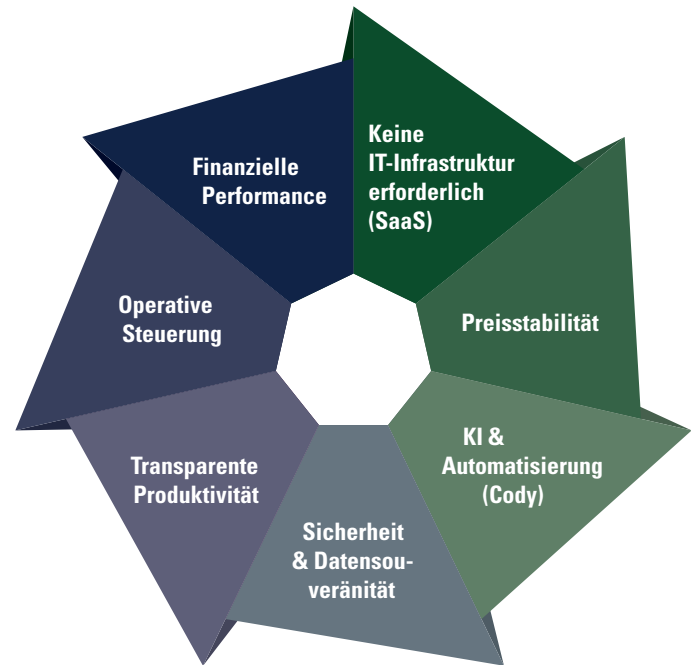 Keine
IT-Infrastruktur
erforderlich
(SaaS)
Preisstabilität
KI &
Automatisierung
(Cody)
Sicherheit
& Datensou-
veränität
Transparente
Produktivität
Operative
Steuerung
Finanzielle
Performance